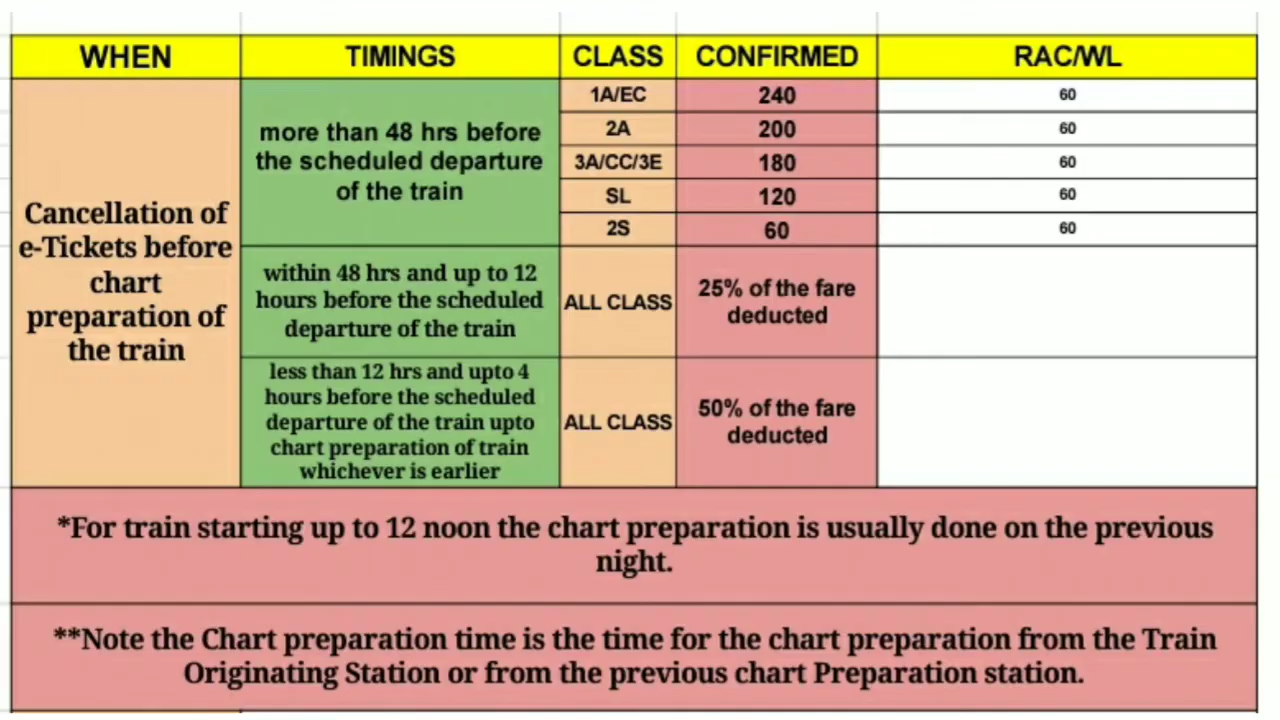 WHEN TIMINGS CLASS CONFIRMED RAC/WL
Cancellation of
e-Tickets before
chart
preparation of
the train
more than 48 hrs before
the scheduled departure
of the train
1A/EC 240 60
2A 200 60
3A/CC/3E 180 60
SL 120 60
2S 60 60
within 48 hrs and up to 12
hours before the scheduled
departure of the train
ALL CLASS
25% of the fare
deducted
less than 12 hrs and upto 4
hours before the scheduled
departure of the train upto
chart preparation of train
whichever is earlier
ALL CLASS
50% of the fare
deducted
*For train starting up to 12 noon the chart preparation is usually done on the previous
night.
**Note the Chart preparation time is the time for the chart preparation from the Train
Originating Station or from the previous chart Preparation station.